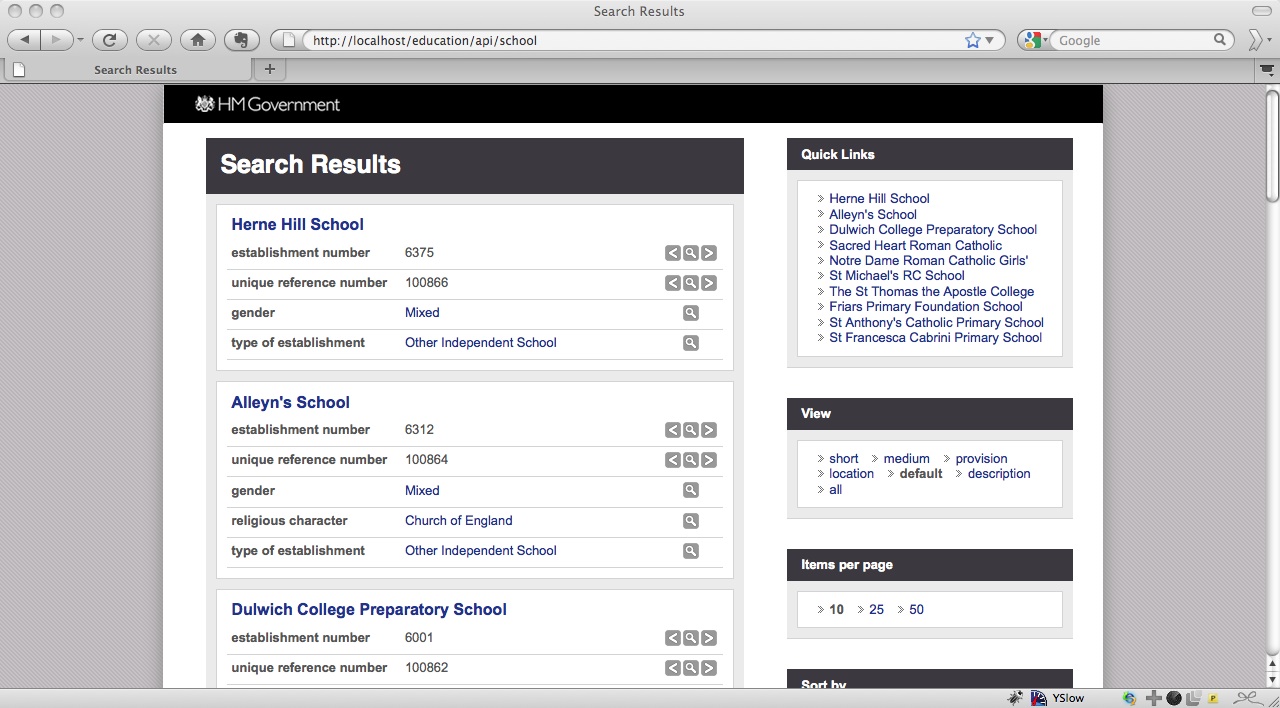 Search Results
http://localhost/education/api/school
Google
Search Results
HM Government
Search Results
Herne Hill School
establishment number 6375
unique reference number 100866
gender Mixed
type of establishment Other Independent School
Alleyn's School
establishment number 6312
unique reference number 100864
gender Mixed
religious character Church of England
type of establishment Other Independent School
Dulwich College Preparatory School
establishment number 6001
unique reference number 100862
Quick Links
Herne Hill School
Alleyn's School
Dulwich College Preparatory School
Sacred Heart Roman Catholic
Notre Dame Roman Catholic Girls'
St Michael's RC School
The St Thomas the Apostle College
Friars Primary Foundation School
St Anthony's Catholic Primary School
St Francesca Cabrini Primary School
View
short medium provision
location default description
all
Items per page
10 25 50
Sort by
YSlow